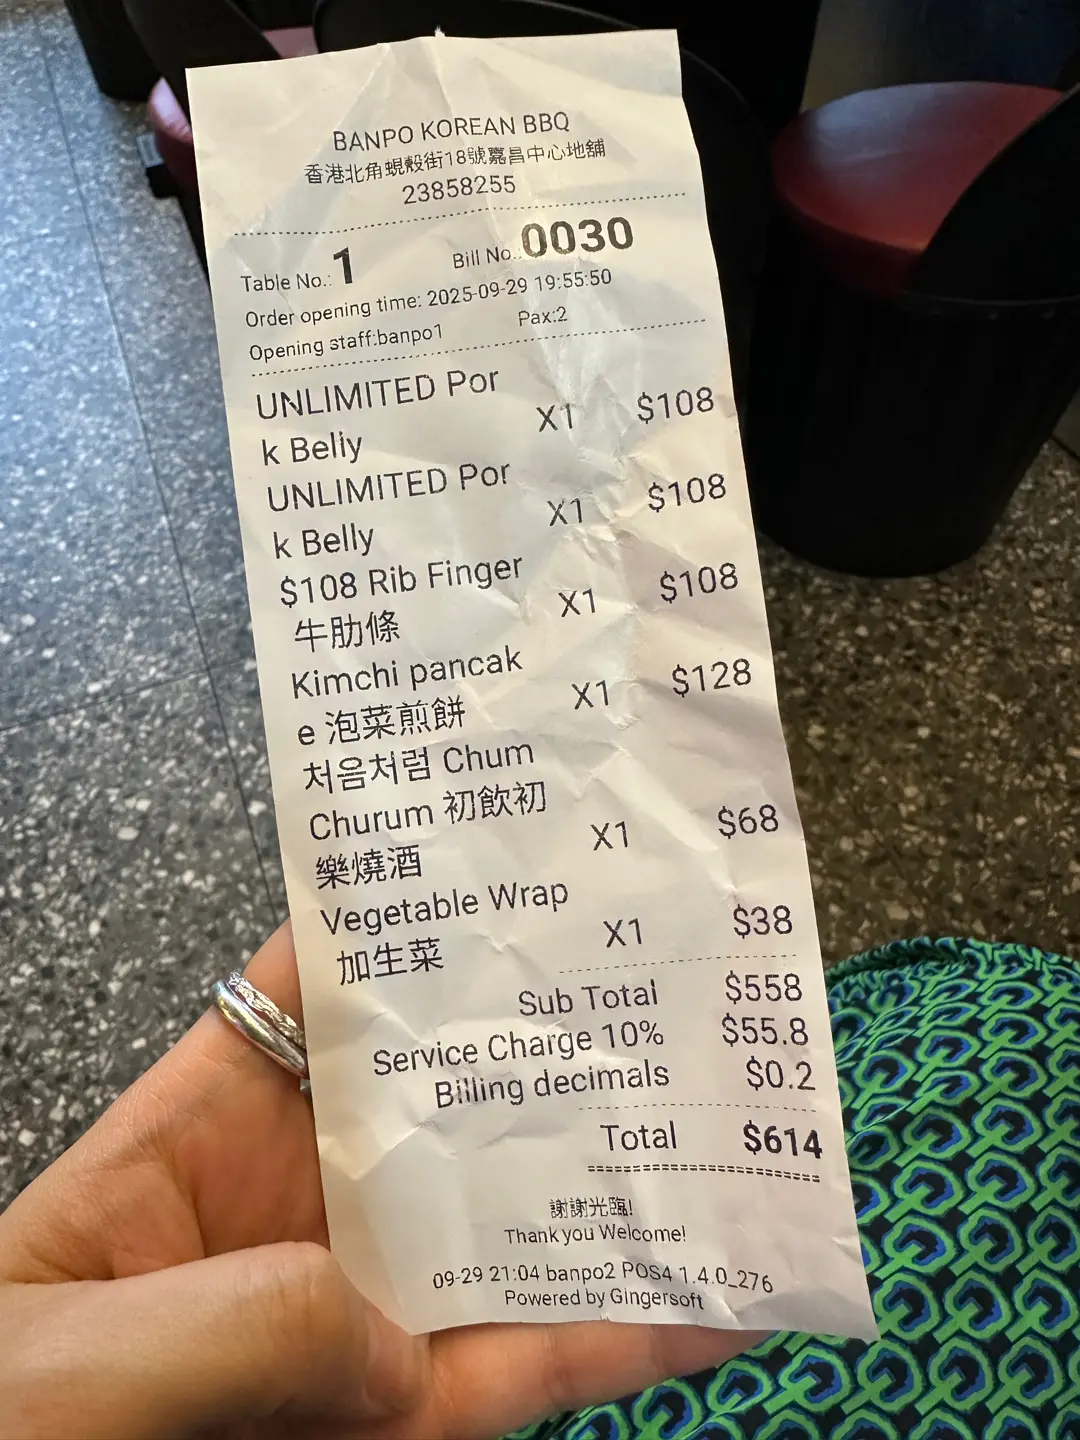 BANPO KOREAN BBQ
香港北角蜆殼街18號嘉昌中心地舖
23858255
Table No.: 1 Bill No.: 0030
Order opening time: 2025-09-29 19:55:50
Opening staff:banpo1 Pax:2
UNLIMITED Por
k Belly X1 $108
UNLIMITED Por
k Belly X1 $108
$108 Rib Finger
牛肋條 X1 $108
Kimchi pancak
e 泡菜煎餅 X1 $128
처음처럼 Chum
Churum 初飲初
樂燒酒 X1 $68
Vegetable Wrap
加生菜 X1 $38
Sub Total $558
Service Charge 10% $55.8
Billing decimals $0.2
Total $614
謝謝光臨!
Thank you Welcome!
09-29 21:04 banpo2 POS4 1.4.0_276
Powered by Gingersoft